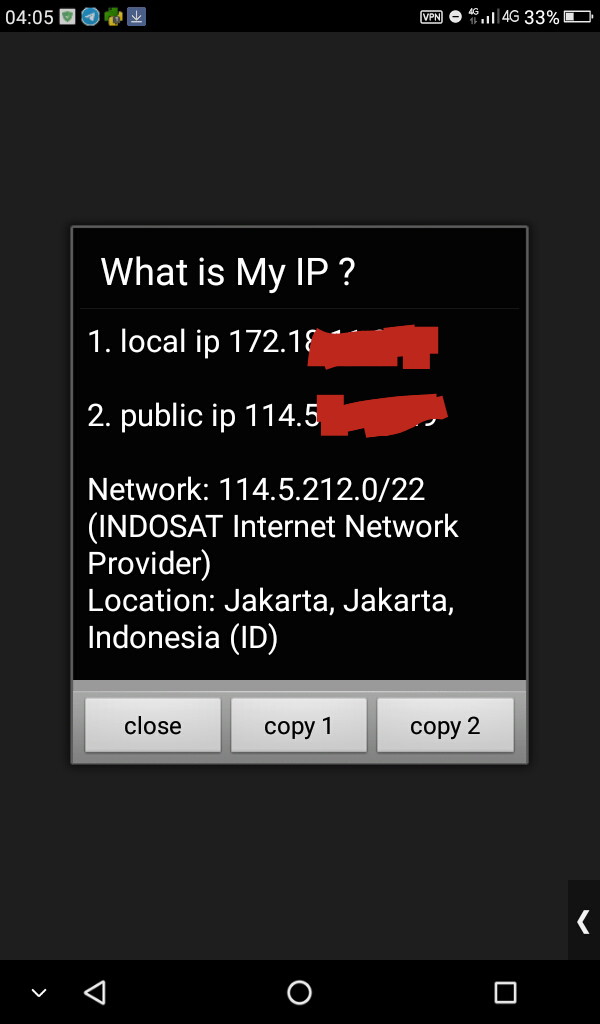 04:05 VPN 4G 4G 33%
What is My IP ?
1. local ip 172.18
2. public ip 114.5
Network: 114.5.212.0/22
(INDOSAT Internet Network
Provider)
Location: Jakarta, Jakarta,
Indonesia (ID)
close copy 1 copy 2